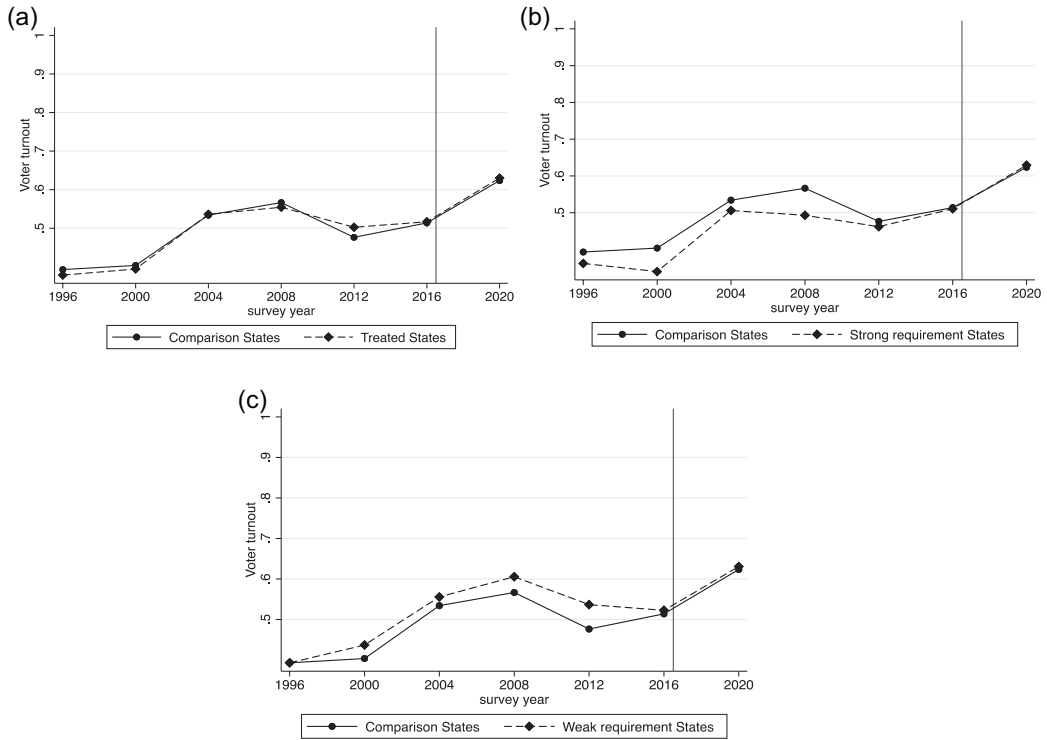 (a)
1
.9
.8
.7
.6
.5
Voter turnout
1996 2000 2004 2008 2012 2016 2020
survey year
Comparison States Treated States
(b)
1
.9
.8
.7
.6
.5
Voter turnout
1996 2000 2004 2008 2012 2016 2020
survey year
Comparison States Strong requirement States
(c)
1
.9
.8
.7
.6
.5
Voter turnout
1996 2000 2004 2008 2012 2016 2020
survey year
Comparison States Weak requirement States